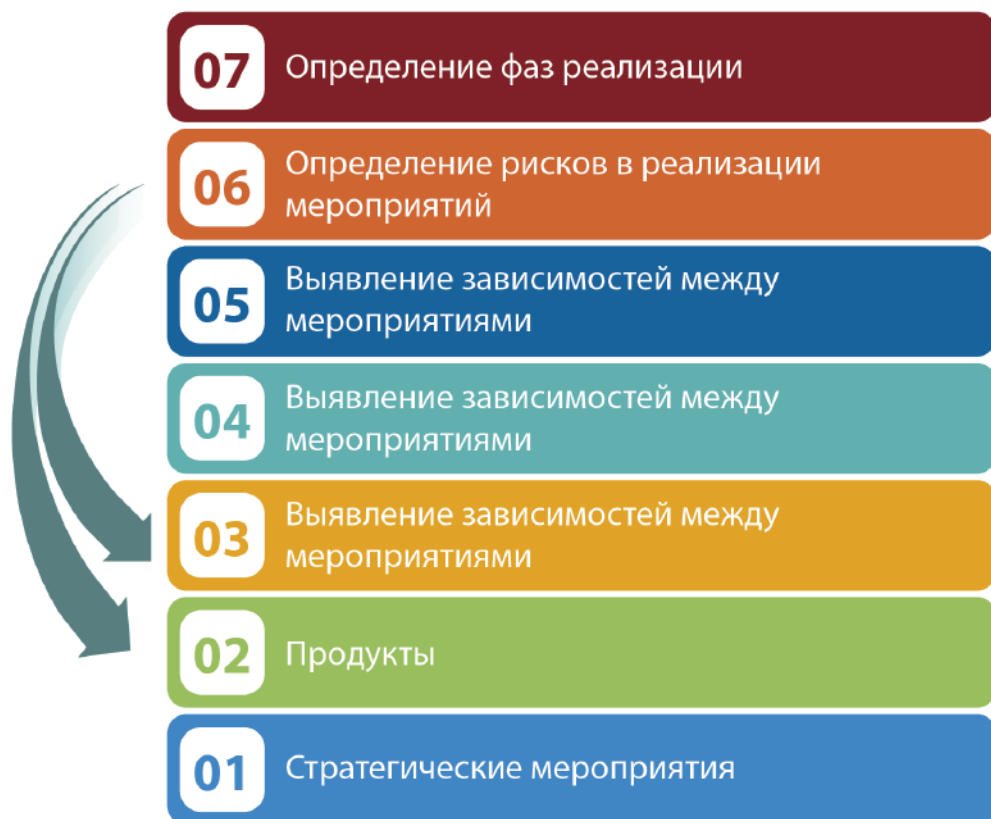 07 Определение фаз реализации
06 Определение рисков в реализации
мероприятий
05 Выявление зависимостей между
мероприятиями
04 Выявление зависимостей между
мероприятиями
03 Выявление зависимостей между
мероприятиями
02 Продукты
01 Стратегические мероприятия